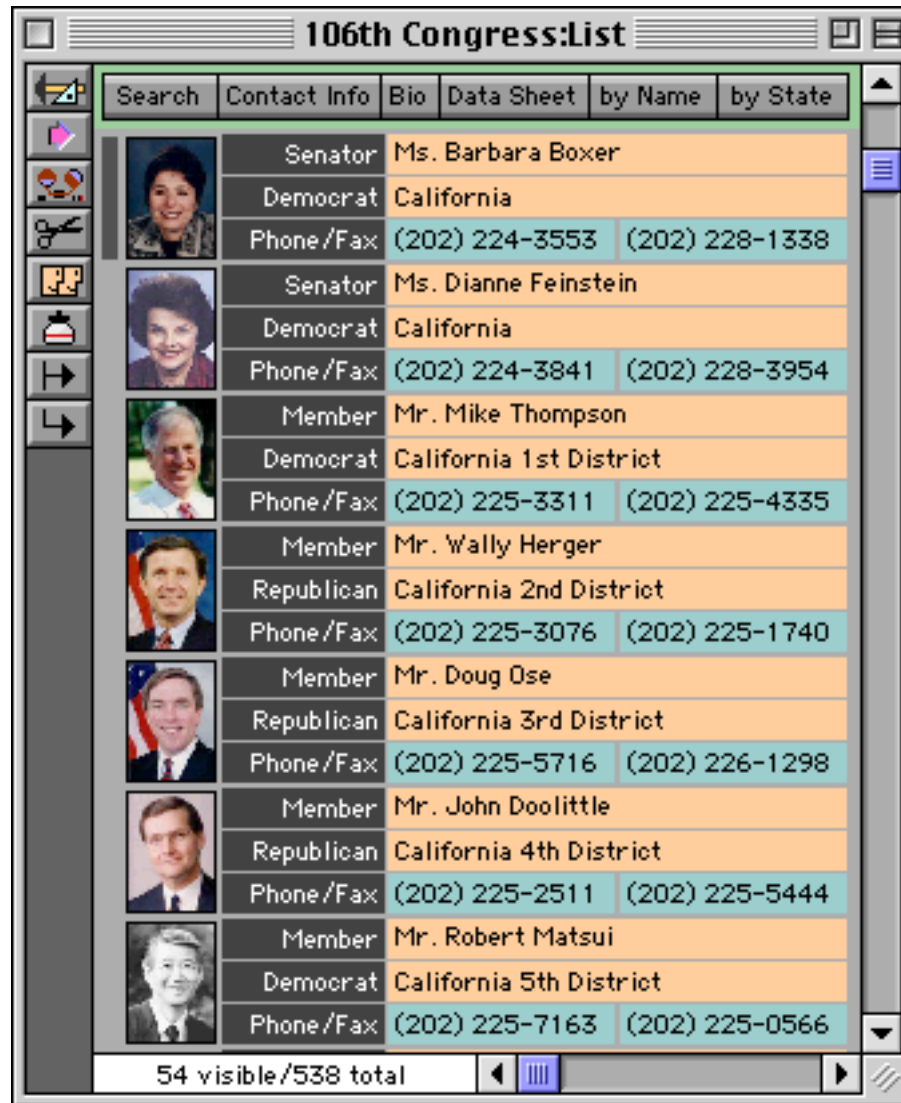 106th Congress:List
Search Contact Info Bio Data Sheet by Name by State
Senator Ms. Barbara Boxer
Democrat California
Phone/Fax (202) 224-3553 (202) 228-1338
Senator Ms. Dianne Feinstein
Democrat California
Phone/Fax (202) 224-3841 (202) 228-3954
Member Mr. Mike Thompson
Democrat California 1st District
Phone/Fax (202) 225-3311 (202) 225-4335
Member Mr. Wally Herger
Republican California 2nd District
Phone/Fax (202) 225-3076 (202) 225-1740
Member Mr. Doug Ose
Republican California 3rd District
Phone/Fax (202) 225-5716 (202) 226-1298
Member Mr. John Doolittle
Republican California 4th District
Phone/Fax (202) 225-2511 (202) 225-5444
Member Mr. Robert Matsui
Democrat California 5th District
Phone/Fax (202) 225-7163 (202) 225-0566
54 visible/538 total